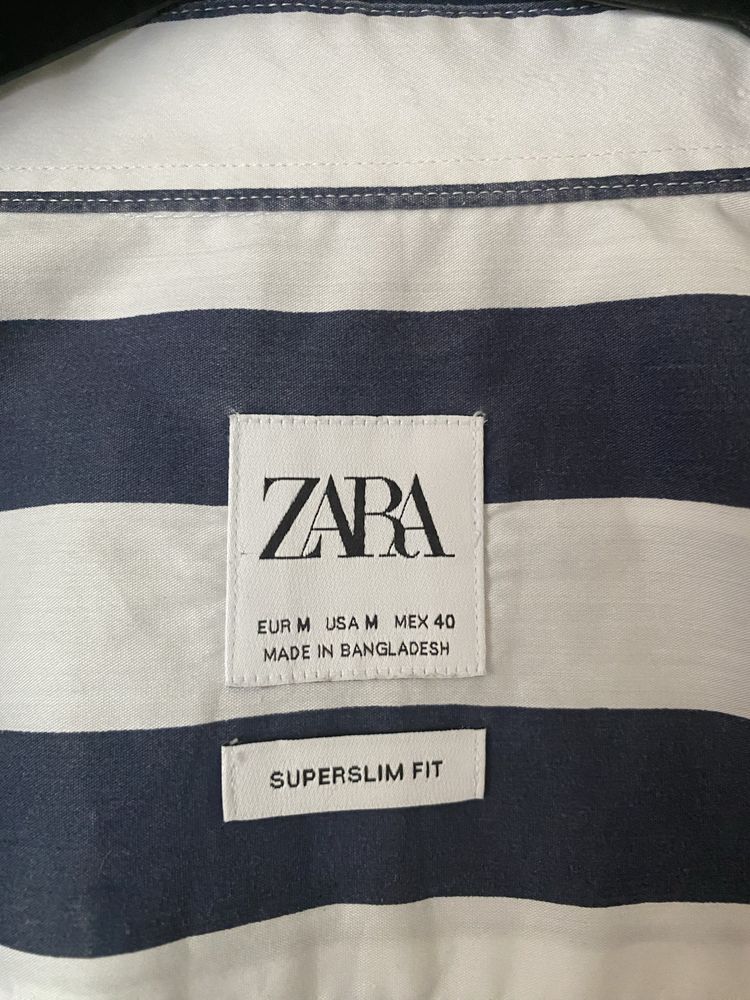 ZARA
EUR M USA M MEX 40
MADE IN BANGLADESH
SUPERSLIM FIT